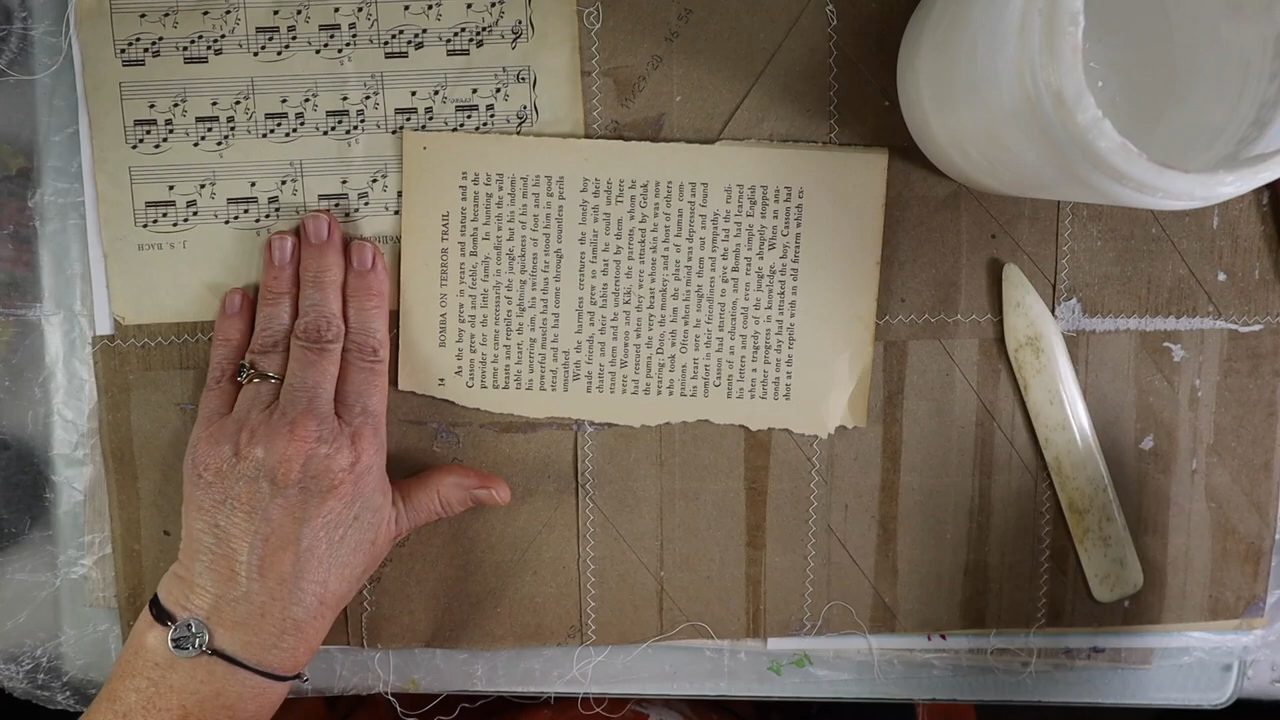 J. S. BACH
11/29/20 16:54
14 BOMBA ON TERROR TRAIL
As the boy grew in years and stature and as
Casson grew old and feeble, Bomba became the
provider for the little family. In hunting for
game he came necessarily in conflict with the wild
beasts and reptiles of the jungle, but his indomi-
table heart, the lightning quickness of his mind,
his unerring aim, his swiftness of foot and his
powerful muscles had thus far stood him in good
stead, and he had come through countless perils
unscathed.
With the harmless creatures the lonely boy
made friends, and grew so familiar with their
chatter and their habits that he could under-
stand them and be understood by them. There
were Woowoo and Kiki, the parrots, whom he
had rescued when they were attacked by Geluk,
the puma, the very beast whose skin he was now
wearing; Doto, the monkey; and a host of others
who took with him the place of human com-
panions. Often when his mind was depressed and
his heart sore he sought them out and found
comfort in their friendliness and sympathy.
Casson had started to give the lad the rudi-
ments of an education, and Bomba had learned
his letters and could even read simple English
when a tragedy of the jungle abruptly stopped
further progress in knowledge. When an ana-
conda one day had attacked the boy, Casson had
shot at the reptile with an old firearm which ex-